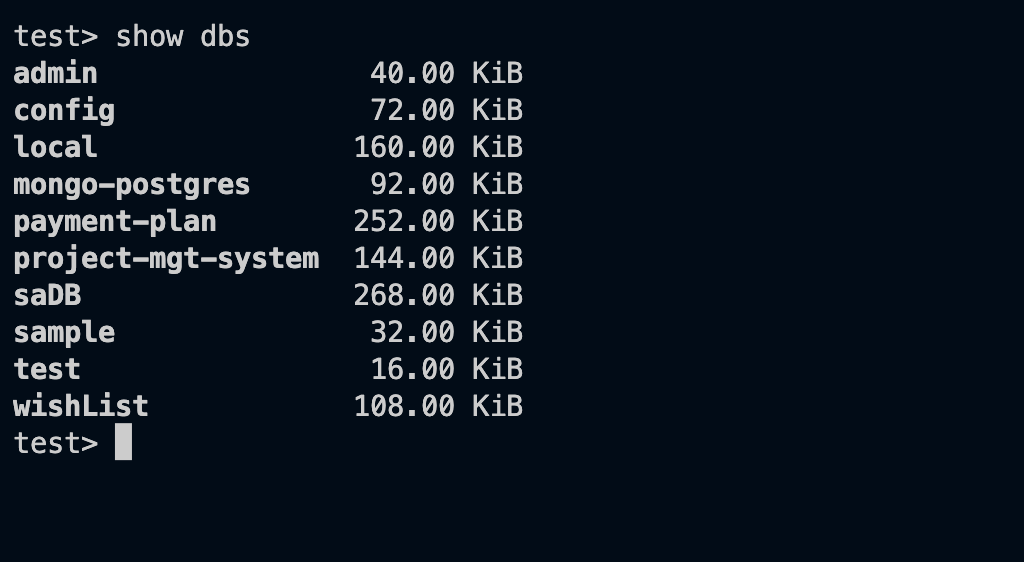 test> show dbs
admin                40.00 KiB
config               72.00 KiB
local               160.00 KiB
mongo-postgres       92.00 KiB
payment-plan        252.00 KiB
project-mgt-system  144.00 KiB
saDB                268.00 KiB
sample               32.00 KiB
test                 16.00 KiB
wishList            108.00 KiB
test>